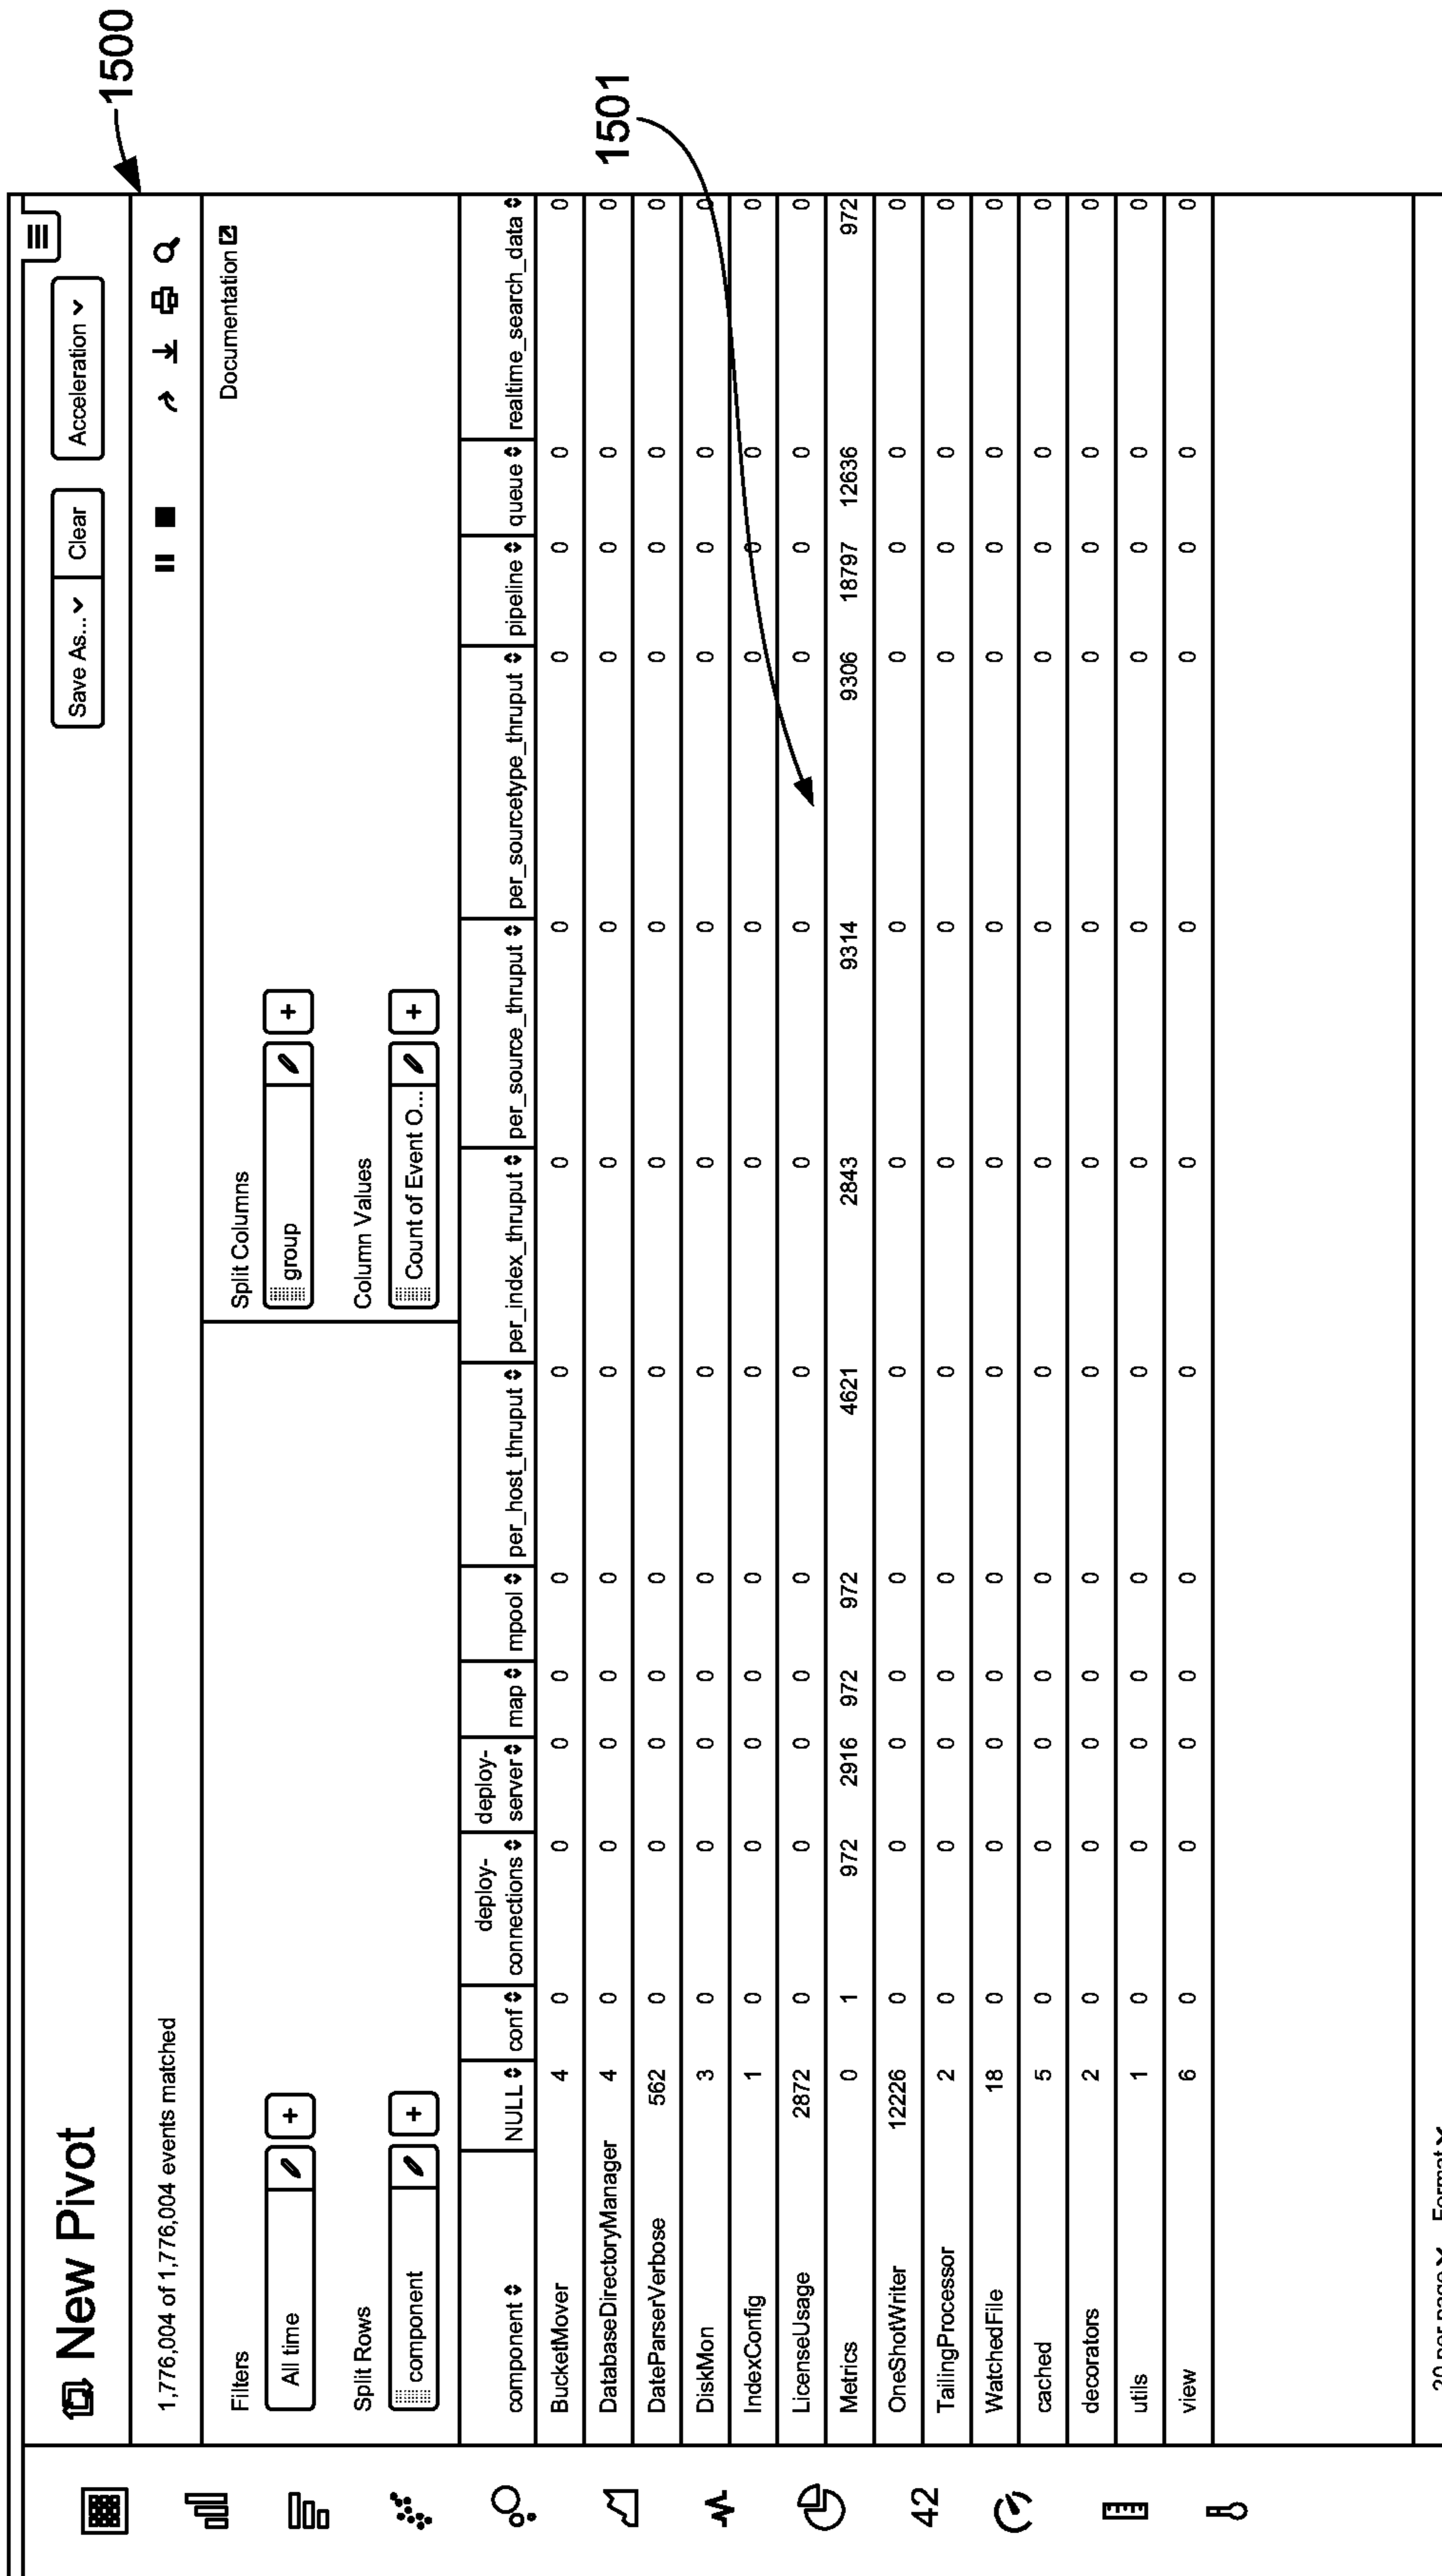 1500
New Pivot
Save As... Clear Acceleration
1,776,004 of 1,776,004 events matched
1501
Filters Split Columns Documentation
All time + group +
Split Rows Column Values
component + Count of Event O... +
component NULL conf deploy-connections deploy-server map mpool per_host_thruput per_index_thruput per_source_thruput per_sourcetype_thruput pipeline queue realtime_search_data
BucketMover 4 0 0 0 0 0 0 0 0 0 0 0 0
DatabaseDirectoryManager 4 0 0 0 0 0 0 0 0 0 0 0 0
DateParserVerbose 562 0 0 0 0 0 0 0 0 0 0 0 0
DiskMon 3 0 0 0 0 0 0 0 0 0 0 0 0
IndexConfig 1 0 0 0 0 0 0 0 0 0 0 0 0
LicenseUsage 2872 0 0 0 0 0 0 0 0 0 0 0 0
Metrics 0 1 972 2916 972 972 4621 2843 9314 9306 18797 12636 972
OneShotWriter 12226 0 0 0 0 0 0 0 0 0 0 0 0
TailingProcessor 2 0 0 0 0 0 0 0 0 0 0 0 0
WatchedFile 18 0 0 0 0 0 0 0 0 0 0 0 0
cached 5 0 0 0 0 0 0 0 0 0 0 0 0
decorators 2 0 0 0 0 0 0 0 0 0 0 0 0
utils 1 0 0 0 0 0 0 0 0 0 0 0 0
view 6 0 0 0 0 0 0 0 0 0 0 0 0
42
20 per page Format